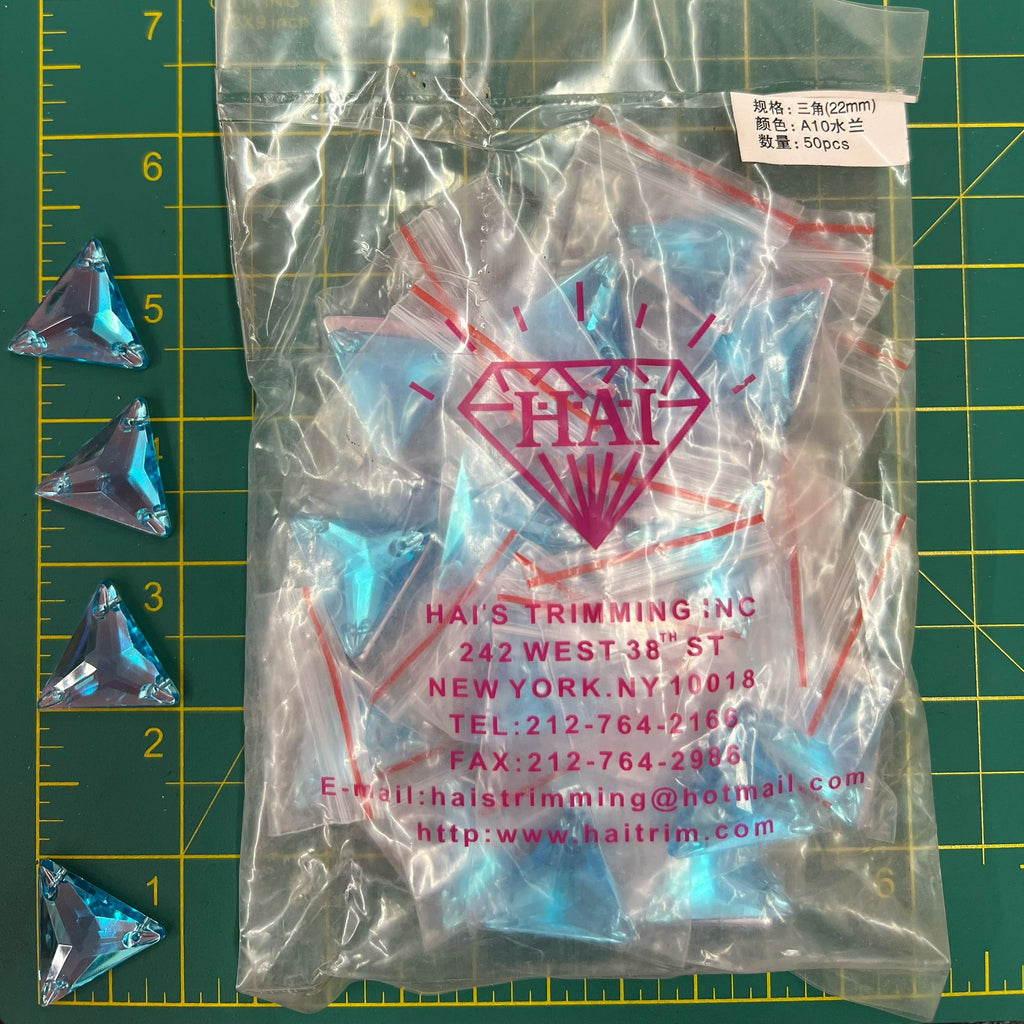 7
6
5
4
3
2
1
规格：三角(22mm)
颜色：A10水兰
数量：50pcs
HAI
HAI'S TRIMMING INC
242 WEST 38TH ST
NEW YORK.NY 10018
TEL:212-764-2166
FAX:212-764-2986
E-mail:haistrimming@hotmail.com
http:www.haitrim.com
6